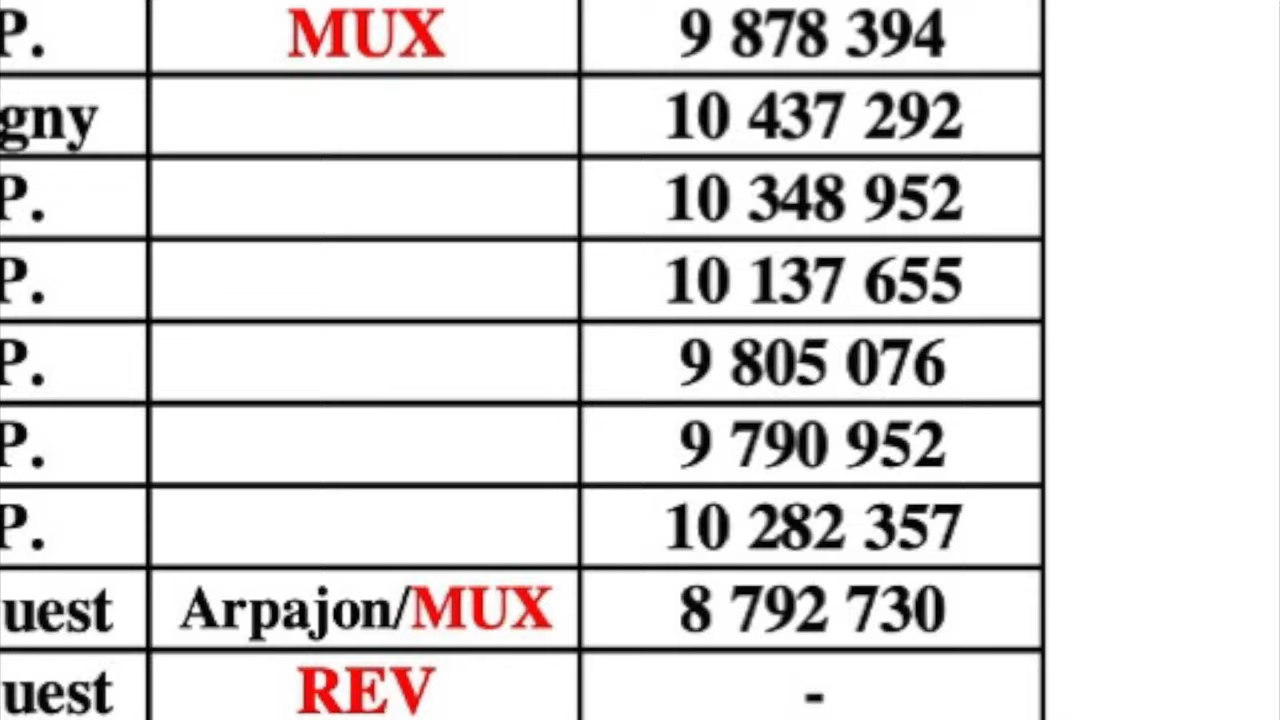 P. MUX 9 878 394
gny 10 437 292
P. 10 348 952
P. 10 137 655
P. 9 805 076
P. 9 790 952
P. 10 282 357
uest Arpajon/MUX 8 792 730
uest REV -